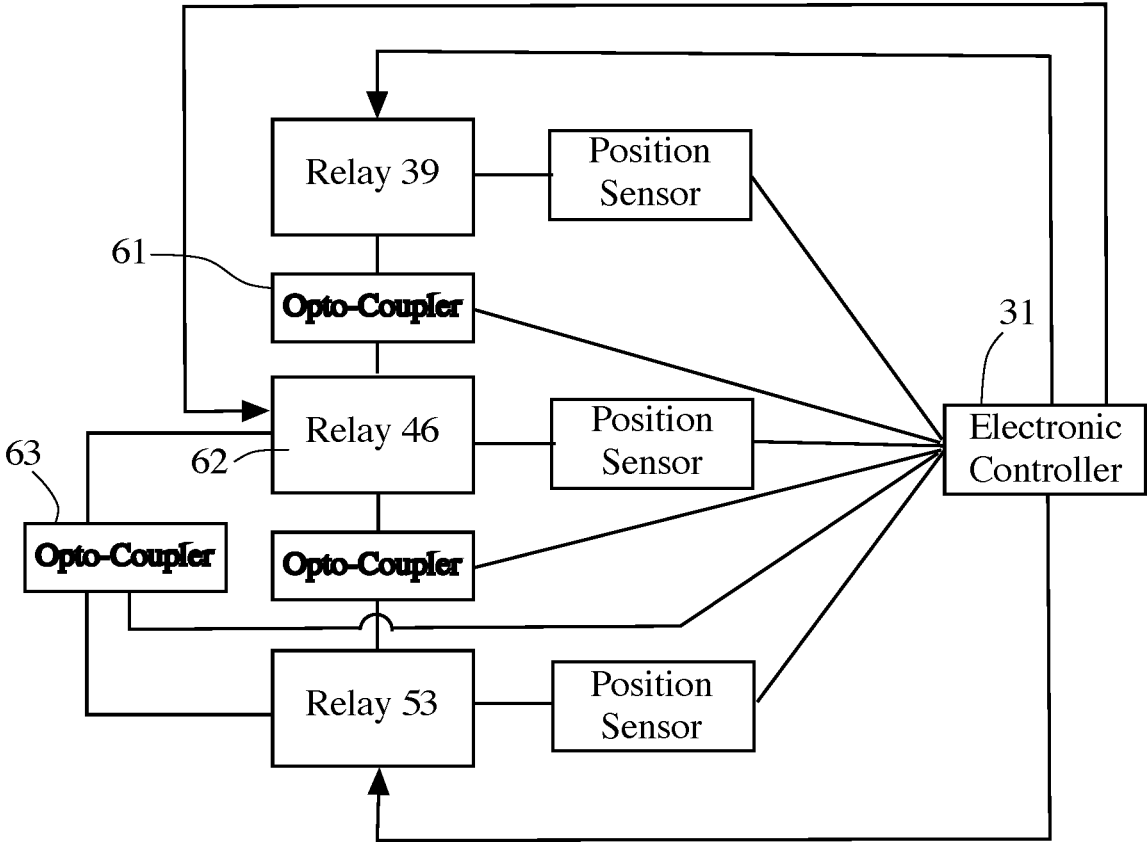 Relay 39
Position
Sensor
61
Opto-Coupler
31
Relay 46
62
Position
Sensor
Electronic
Controller
63
Opto-Coupler
Opto-Coupler
Relay 53
Position
Sensor